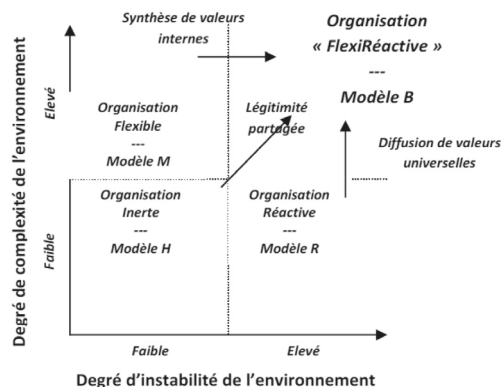 Synthèse de valeurs
internes
Organisation
« FlexiRéactive »
---
Modèle B
Degré de complexité de l'environnement
Elevé
Faible
Organisation
Flexible
---
Modèle M
Légitimité
partagée
Diffusion de valeurs
universelles
Organisation
Inerte
---
Modèle H
Organisation
Réactive
---
Modèle R
Faible
Elevé
Degré d'instabilité de l'environnement